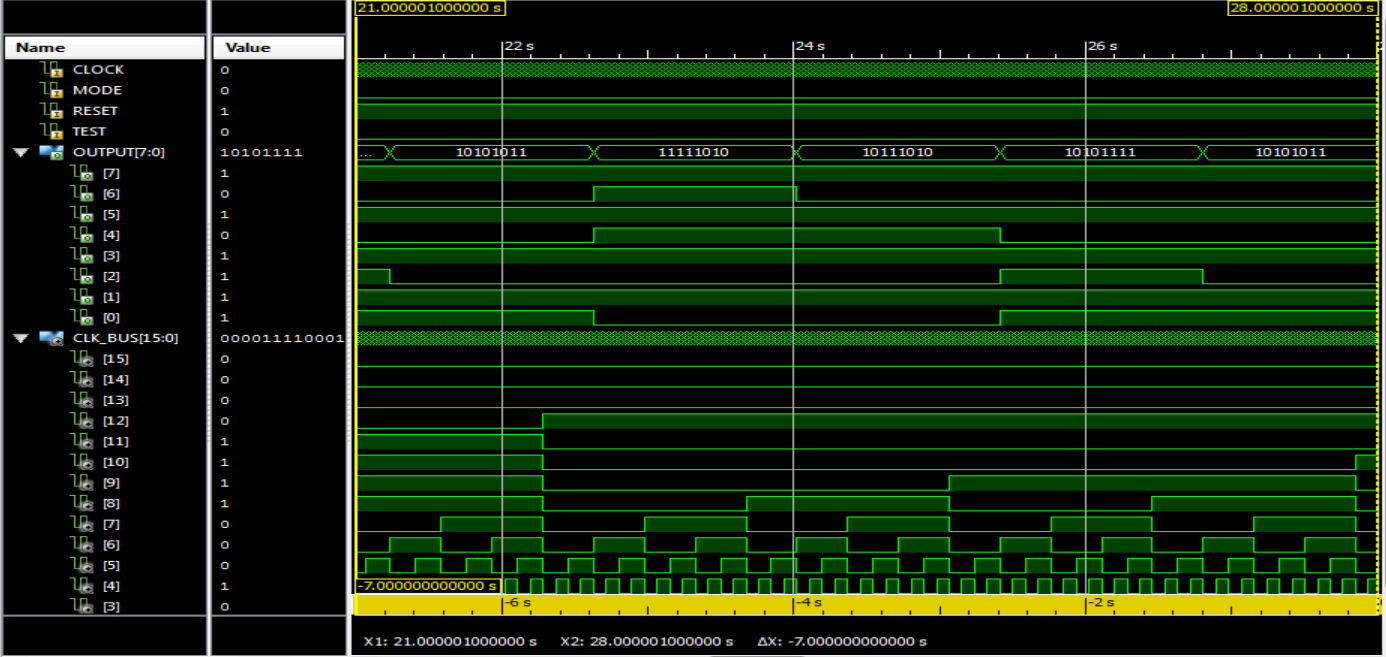 21.000001000000 s 28.000001000000 s
Name Value
22 s 24 s 26 s
CLOCK 0
MODE 0
RESET 1
TEST 0
OUTPUT[7:0] 10101111 ... 10101011 11111010 10111010 10101111 10101011
[7] 1
[6] 0
[5] 1
[4] 0
[3] 1
[2] 1
[1] 1
[0] 1
CLK_BUS[15:0] 000011110001
[15] 0
[14] 0
[13] 0
[12] 0
[11] 1
[10] 1
[9] 1
[8] 1
[7] 0
[6] 0
[5] 0
[4] 1 -7.000000000000 s
[3] 0 -6 s -4 s -2 s
X1: 21.000001000000 s X2: 28.000001000000 s ΔX: -7.000000000000 s